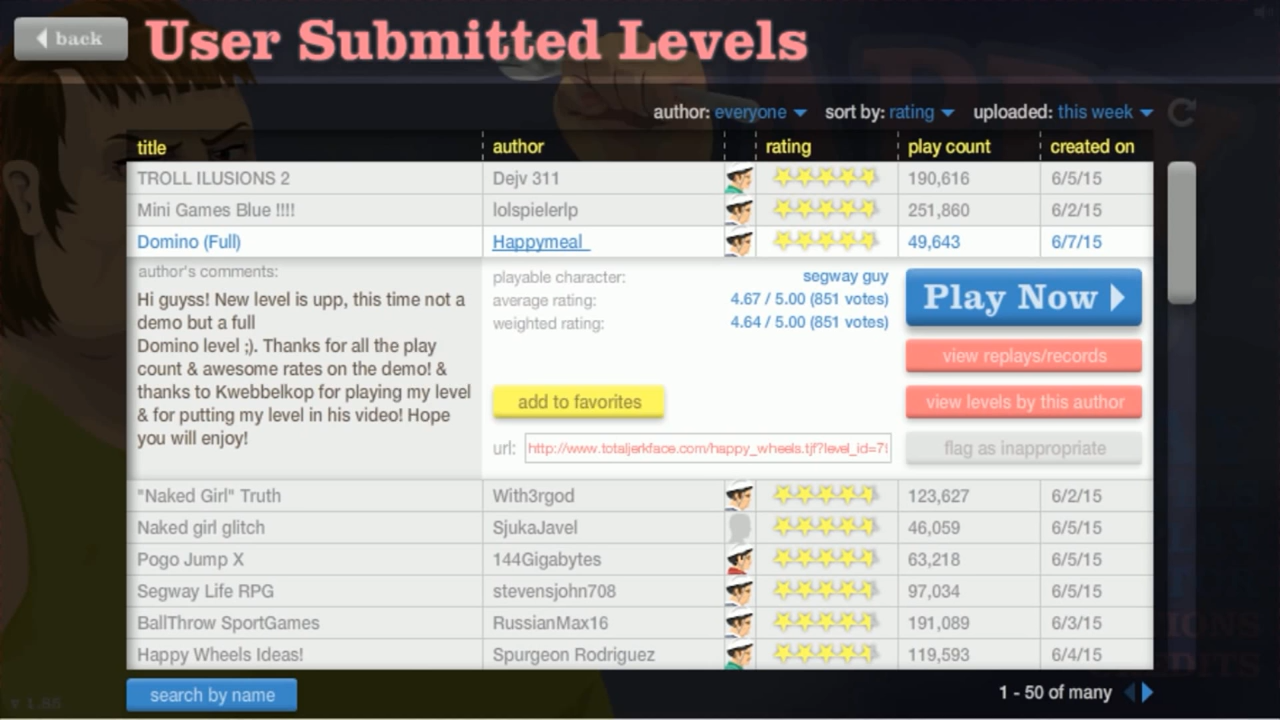 back
User Submitted Levels
author: everyone sort by: rating uploaded: this week
title author rating play count created on
TROLL ILUSIONS 2 Dejv 311 190,616 6/5/15
Mini Games Blue !!!! lolspielerlp 251,860 6/2/15
Domino (Full) Happymeal_ 49,643 6/7/15
author's comments:
Hi guyss! New level is upp, this time not a
demo but a full
Domino level ;). Thanks for all the play
count & awesome rates on the demo! &
thanks to Kwebbelkop for playing my level
& for putting my level in his video! Hope
you will enjoy!
playable character: segway guy
average rating: 4.67 / 5.00 (851 votes)
weighted rating: 4.64 / 5.00 (851 votes)
add to favorites
url: http://www.totaljerkface.com/happy_wheels.tjf?level_id=7
Play Now
view replays/records
view levels by this author
flag as inappropriate
"Naked Girl" Truth With3rgod 123,627 6/2/15
Naked girl glitch SjukaJavel 46,059 6/5/15
Pogo Jump X 144Gigabytes 63,218 6/5/15
Segway Life RPG stevensjohn708 97,034 6/5/15
BallThrow SportGames RussianMax16 191,089 6/3/15
Happy Wheels Ideas! Spurgeon Rodriguez 119,593 6/4/15
search by name
1 - 50 of many